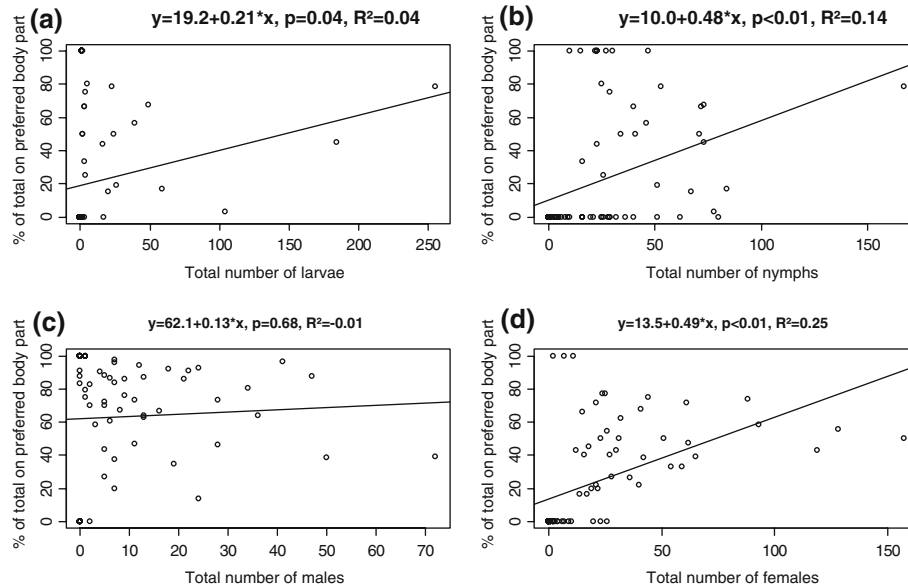 (a) y=19.2+0.21*x, p=0.04, R²=0.04
% of total on preferred body part
0 20 40 60 80 100
0 50 100 150 200 250
Total number of larvae
(b) y=10.0+0.48*x, p<0.01, R²=0.14
% of total on preferred body part
0 20 40 60 80 100
0 50 100 150
Total number of nymphs
(c) y=62.1+0.13*x, p=0.68, R²=-0.01
% of total on preferred body part
0 20 40 60 80 100
0 10 20 30 40 50 60 70
Total number of males
(d) y=13.5+0.49*x, p<0.01, R²=0.25
% of total on preferred body part
0 20 40 60 80 100
0 50 100 150
Total number of females